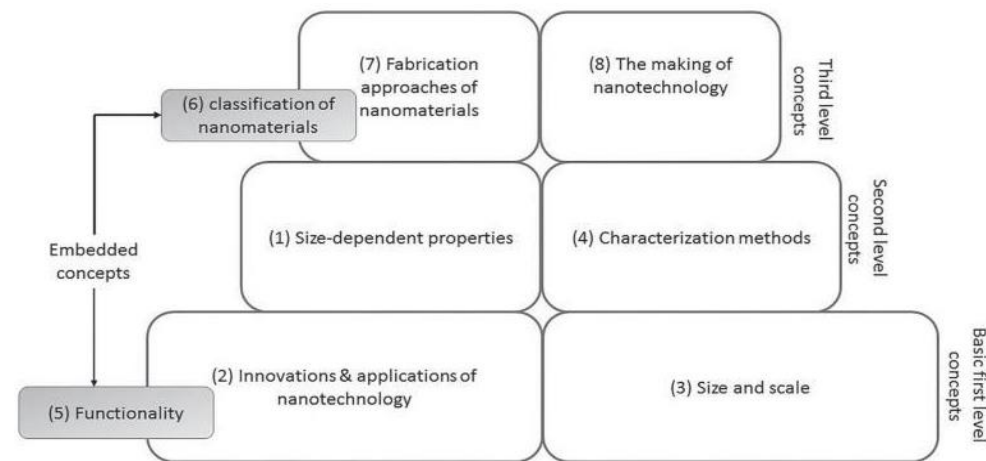 (7) Fabrication
approaches of
nanomaterials
(8) The making of
nanotechnology
Third level
concepts
(6) classification of
nanomaterials
(1) Size-dependent properties
(4) Characterization methods
Second level
concepts
Embedded
concepts
(2) Innovations & applications of
nanotechnology
(3) Size and scale
Basic first level
concepts
(5) Functionality